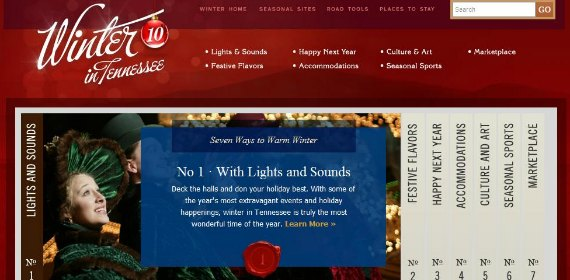 WINTER HOME SEASONAL SITES ROAD TOOLS PLACES TO STAY
Search GO
Winter 10
in Tennessee
• Lights & Sounds • Happy Next Year • Culture & Art • Marketplace
• Festive Flavors • Accommodations • Seasonal Sports
LIGHTS AND SOUNDS
Nº
1
Seven Ways to Warm Winter
No 1 · With Lights and Sounds
Deck the halls and don your holiday best. With some
of the year's most extravagant events and holiday
happenings, winter in Tennessee is truly the most
wonderful time of the year. Learn More »
1
FESTIVE FLAVORS
Nº
2
HAPPY NEXT YEAR
Nº
3
ACCOMMODATIONS
Nº
4
CULTURE AND ART
Nº
5
SEASONAL SPORTS
Nº
6
MARKETPLACE
Nº
7